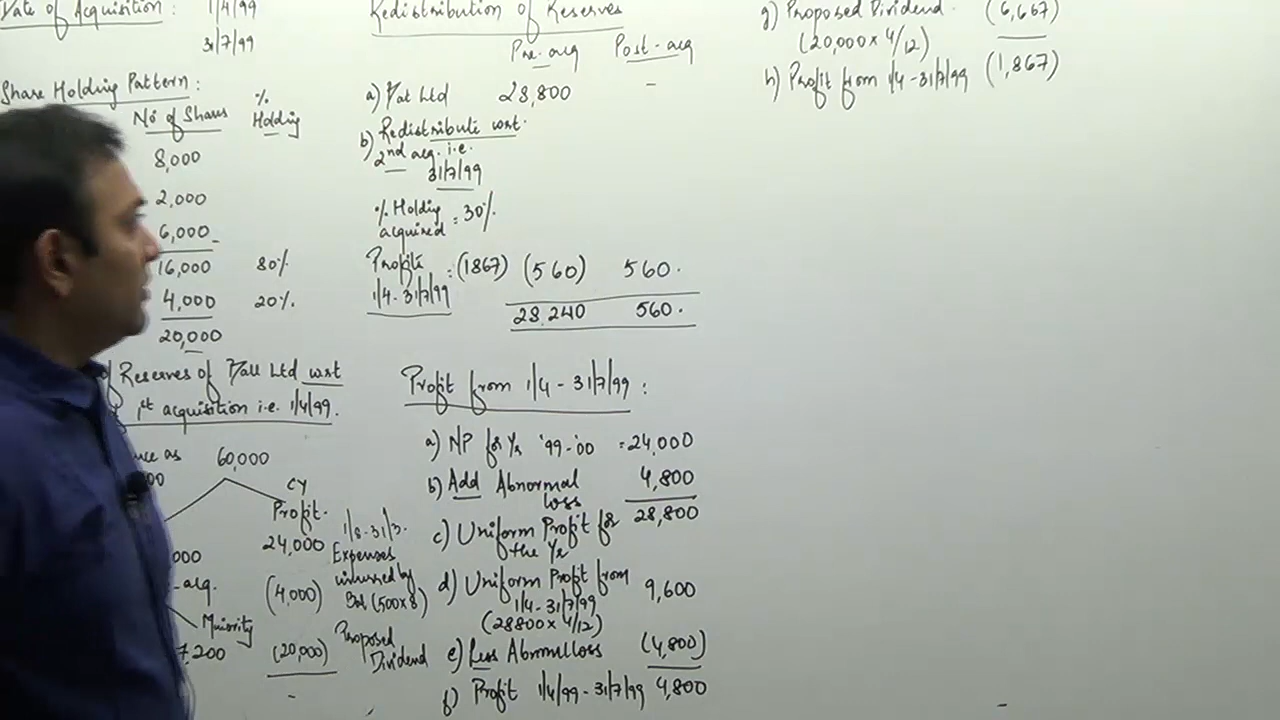 Date of Acquisition : 1/4/99
31/7/99
Share Holding Pattern :
No of Shares % Holding
8,000
2,000
6,000
16,000 80%
4,000 20%
20,000
of Reserves of Ltd wrt
1st acquisition i.e. 1/4/99.
as 60,000
CY
Profit.
24,000
1/8-31/3.
Expenses
incurred by
(500x8)
(4,000)
Minority
7,200
(20,000) Proposed
Dividend
-
Redistribution of Reserves
Pre-acq Post-acq
a) Ltd 28,800 -
b) Redistribute wrt.
2nd acq. i.e.
31/7/99
% Holding
acquired = 30%
Profits
1/4-31/7/99 = (1867) (560) 560.
28,240 560.
Profit from 1/4 - 31/7/99 :
a) NP for Yr '99-'00 = 24,000
b) Add Abnormal
loss 4,800
28,800
c) Uniform Profit for
the Yr
d) Uniform Profit from
1/4-31/7/99
(28800 x 4/12) 9,600
e) Less Abnormal loss (4,800)
f) Profit 1/4/99-31/7/99 4,800
g) Proposed Dividend. (6,667)
(20,000 x 4/12)
h) Profit from 1/4-31/7/99 (1,867)